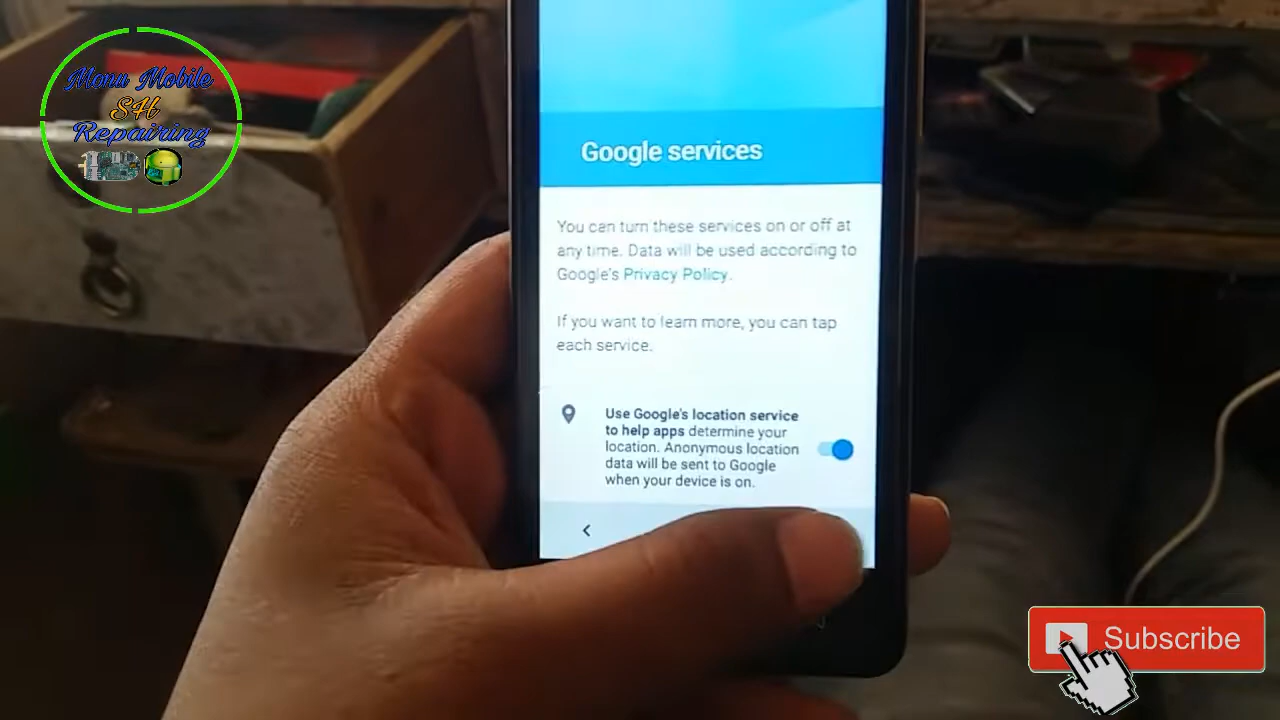 Monu Mobile
SH
Repairing
Google services
You can turn these services on or off at
any time. Data will be used according to
Google's Privacy Policy.
If you want to learn more, you can tap
each service.
Use Google's location service
to help apps determine your
location. Anonymous location
data will be sent to Google
when your device is on.
Subscribe